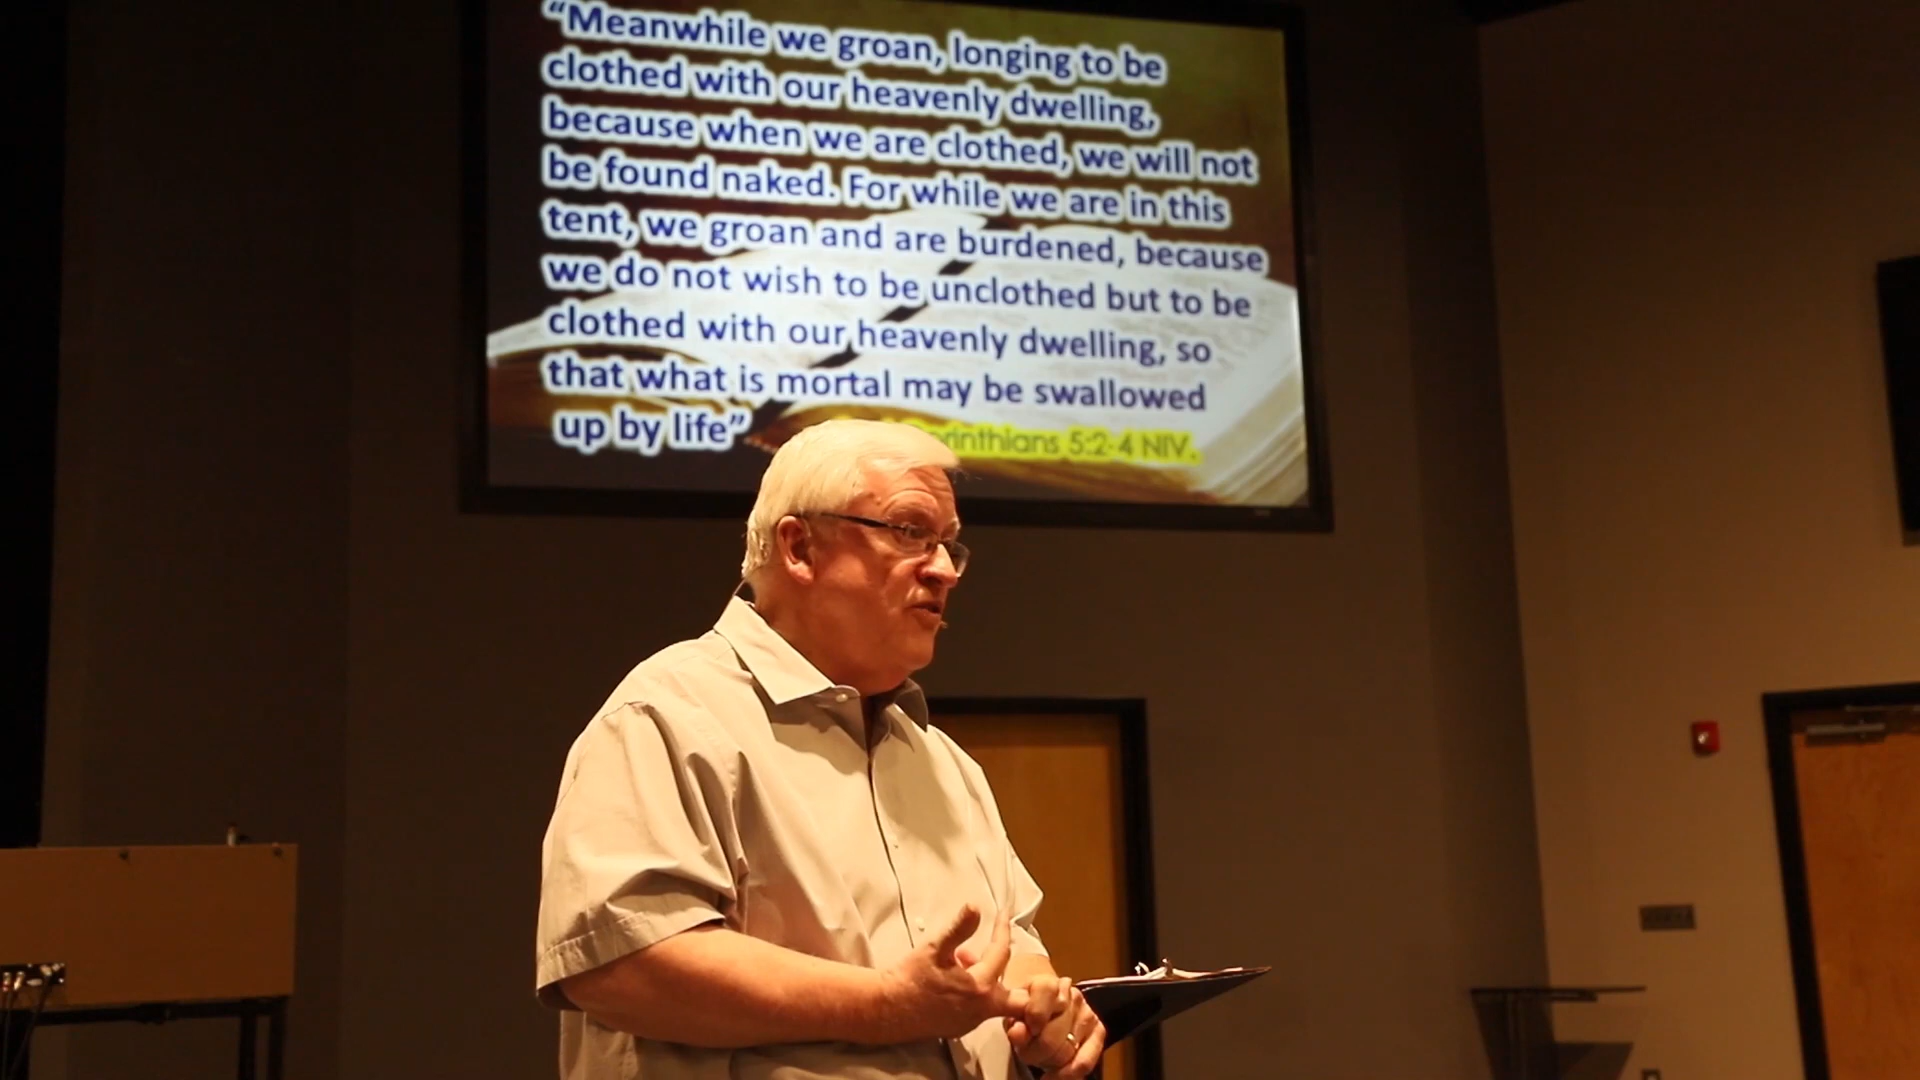 “Meanwhile we groan, longing to be
clothed with our heavenly dwelling,
because when we are clothed, we will not
be found naked. For while we are in this
tent, we groan and are burdened, because
we do not wish to be unclothed but to be
clothed with our heavenly dwelling, so
that what is mortal may be swallowed
up by life”
orinthians 5:2-4 NIV.